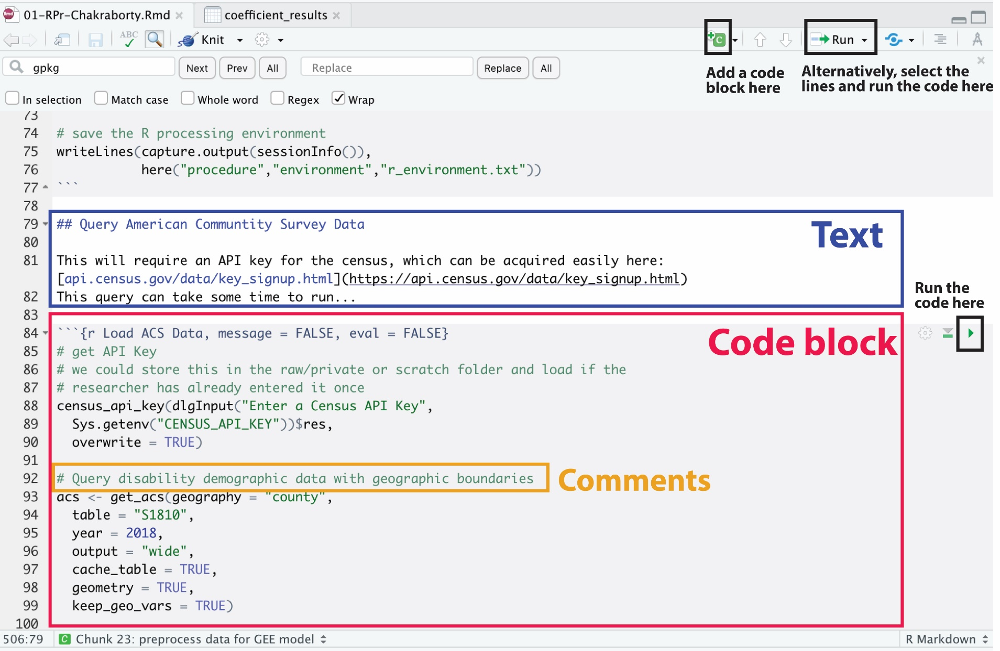 01-RPr-Chakraborty.Rmd
coefficient_results
ABC
Knit
C
Run
gpkg
Next
Prev
All
Replace
Replace
All
Add a code
block here
Alternatively, select the
lines and run the code here
In selection
Match case
Whole word
Regex
Wrap
73
74 # save the R processing environment
75 writeLines(capture.output(sessionInfo()),
76 here("procedure","environment","r_environment.txt"))
77 ```
78
79 ## Query American Communtity Survey Data
Text
80
81 This will require an API key for the census, which can be acquired easily here:
[api.census.gov/data/key_signup.html](https://api.census.gov/data/key_signup.html)
82 This query can take some time to run...
Run the
code here
83
84 ```{r Load ACS Data, message = FALSE, eval = FALSE}
Code block
85 # get API Key
86 # we could store this in the raw/private or scratch folder and load if the
87 # researcher has already entered it once
88 census_api_key(dlgInput("Enter a Census API Key",
89 Sys.getenv("CENSUS_API_KEY"))$res,
90 overwrite = TRUE)
91
92 # Query disability demographic data with geographic boundaries
Comments
93 acs <- get_acs(geography = "county",
94 table = "S1810",
95 year = 2018,
96 output = "wide",
97 cache_table = TRUE,
98 geometry = TRUE,
99 keep_geo_vars = TRUE)
100
506:79
C Chunk 23: preprocess data for GEE model
R Markdown